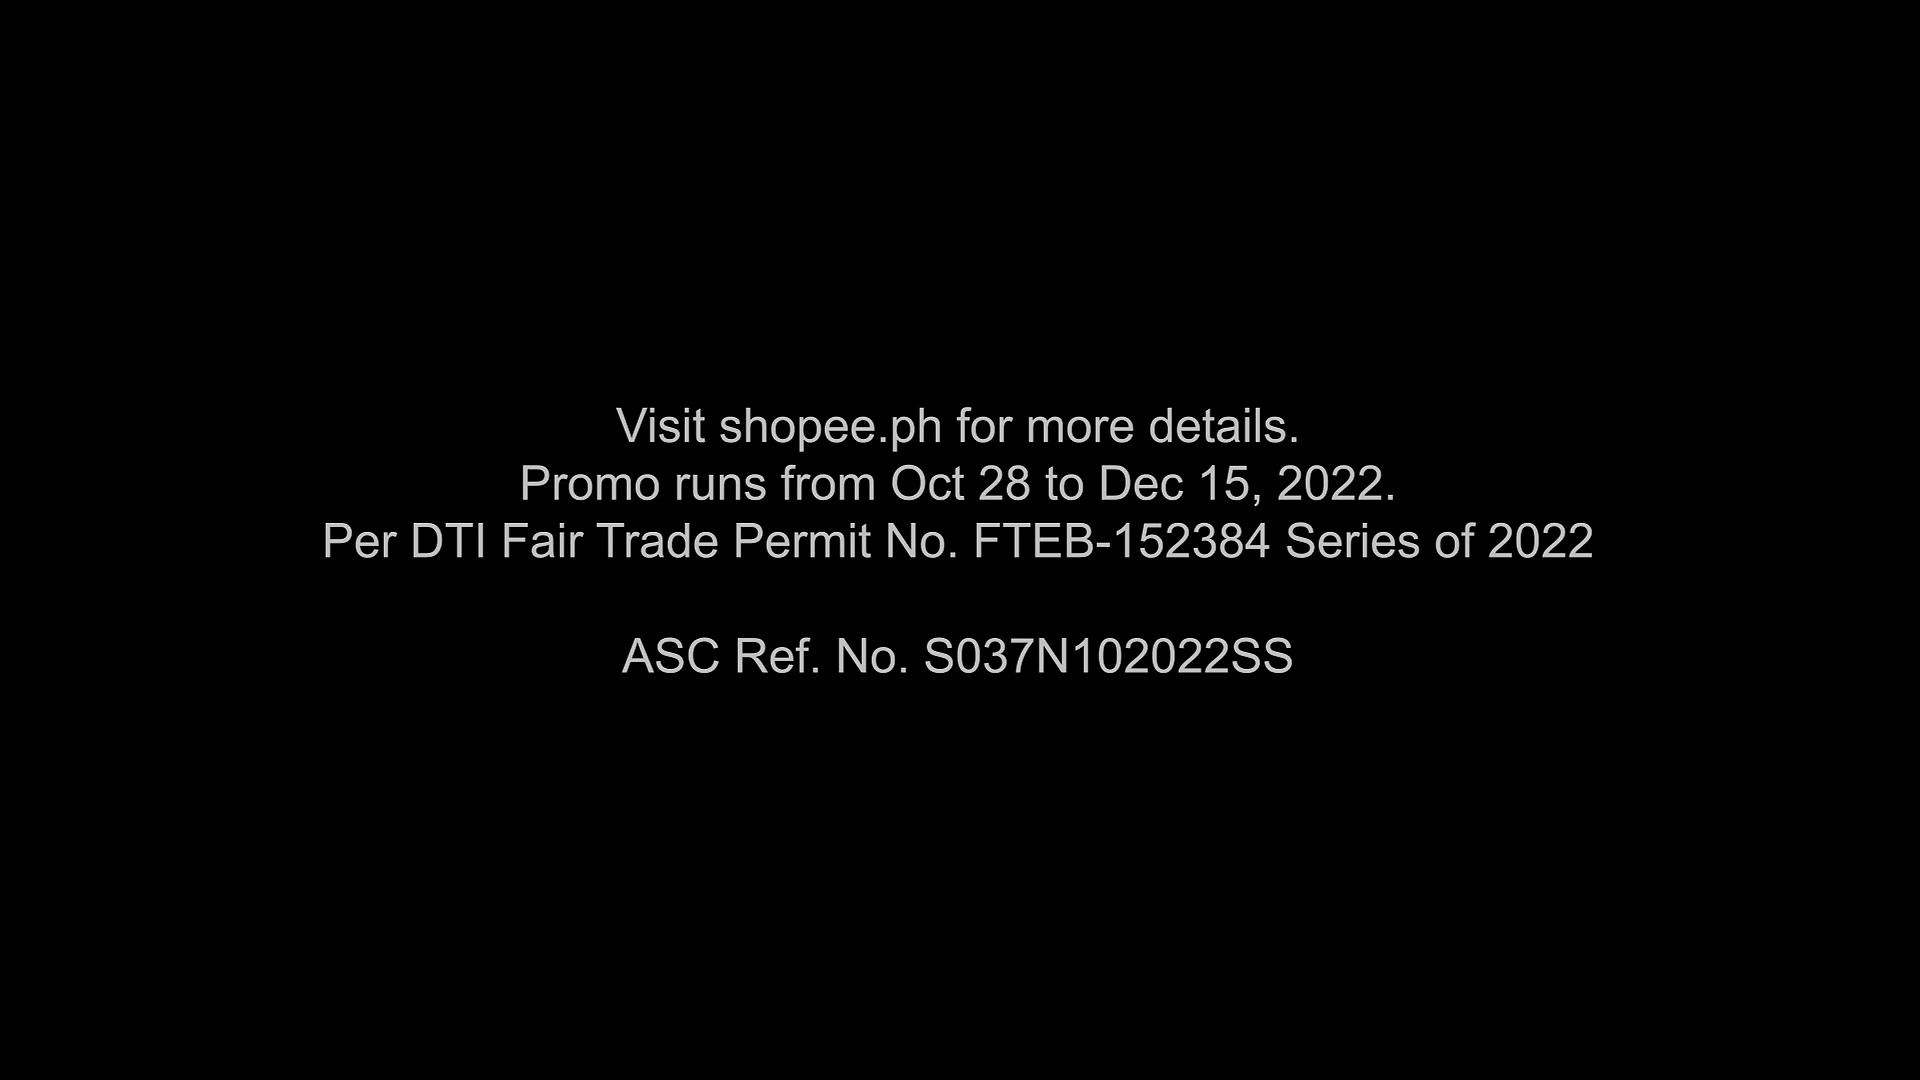 Visit shopee.ph for more details.
Promo runs from Oct 28 to Dec 15, 2022.
Per DTI Fair Trade Permit No. FTEB-152384 Series of 2022
ASC Ref. No. S037N102022SS